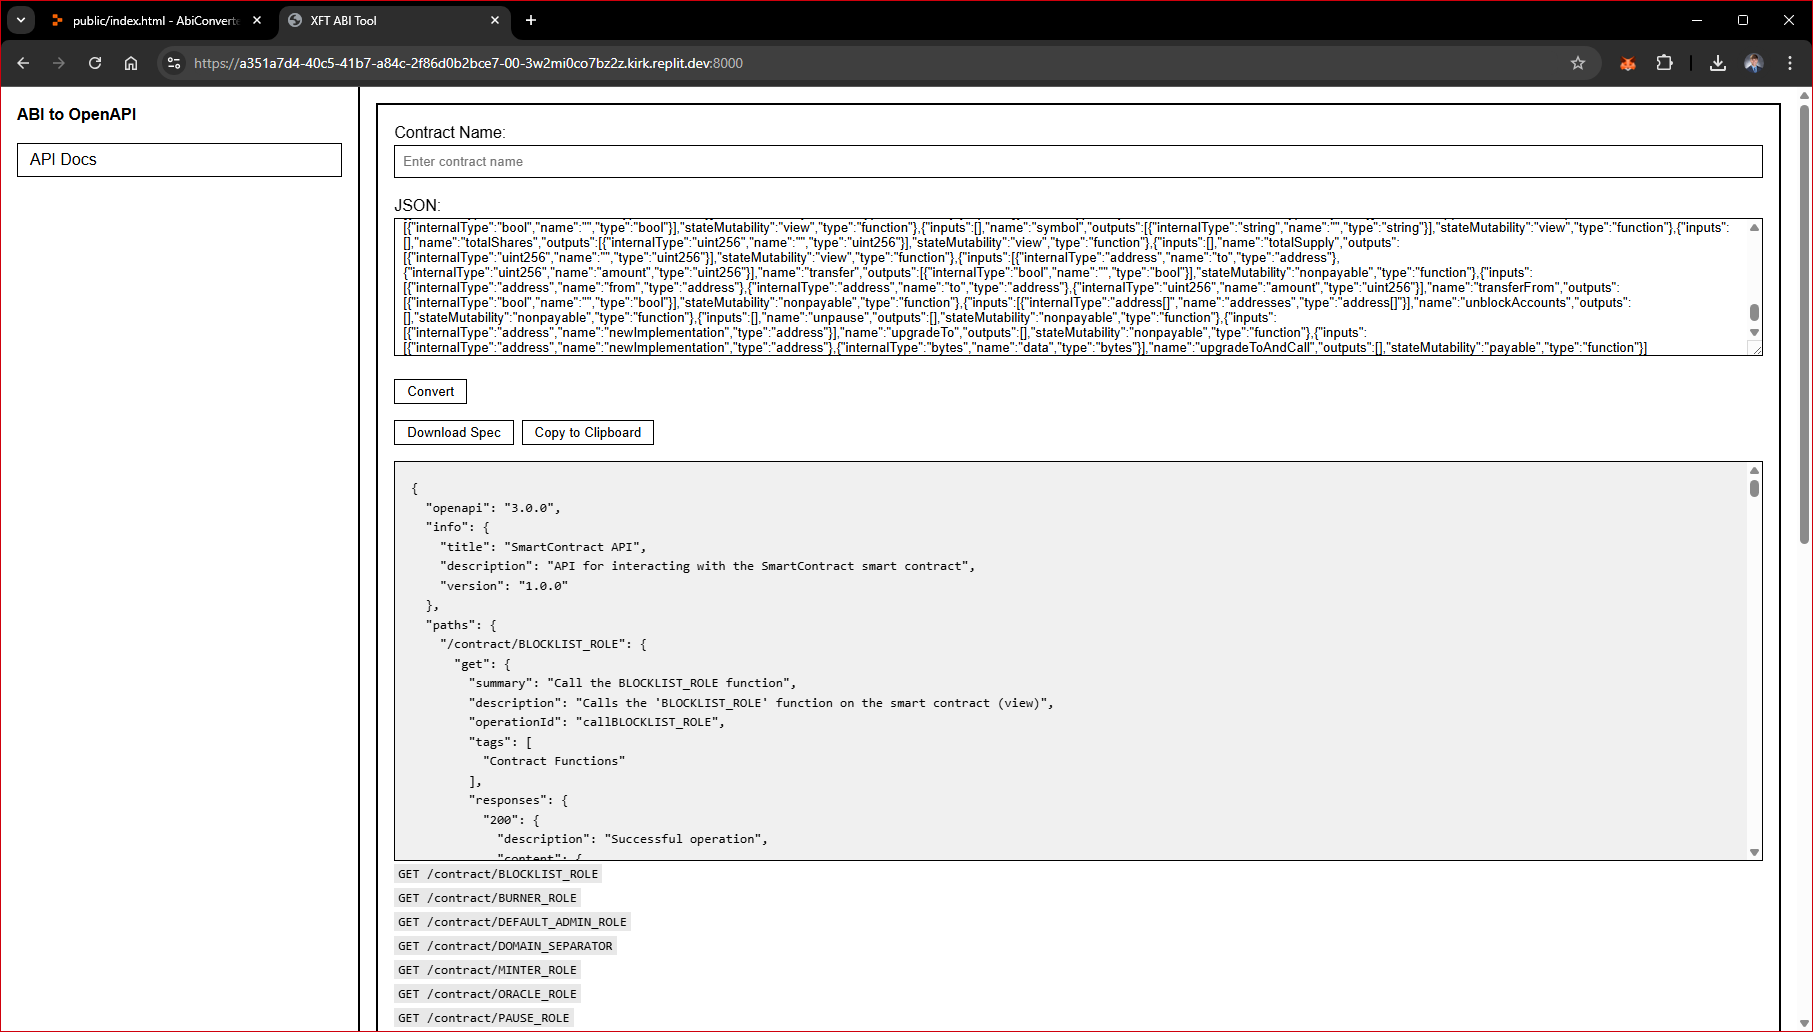 public/index.html - AbiConverte
XFT ABI Tool
https://a351a7d4-40c5-41b7-a84c-2f86d0b2bce7-00-3w2mi0co7bz2z.kirk.replit.dev:8000
ABI to OpenAPI
API Docs
Contract Name:
Enter contract name
JSON:
[{"internalType":"bool","name":"","type":"bool"}],"stateMutability":"view","type":"function"},{"inputs":[],"name":"symbol","outputs":[{"internalType":"string","name":"","type":"string"}],"stateMutability":"view","type":"function"},{"inputs":
[],"name":"totalShares","outputs":[{"internalType":"uint256","name":"","type":"uint256"}],"stateMutability":"view","type":"function"},{"inputs":[],"name":"totalSupply","outputs":
[{"internalType":"uint256","name":"","type":"uint256"}],"stateMutability":"view","type":"function"},{"inputs":[{"internalType":"address","name":"to","type":"address"},
{"internalType":"uint256","name":"amount","type":"uint256"}],"name":"transfer","outputs":[{"internalType":"bool","name":"","type":"bool"}],"stateMutability":"nonpayable","type":"function"},{"inputs":
[{"internalType":"address","name":"from","type":"address"},{"internalType":"address","name":"to","type":"address"},{"internalType":"uint256","name":"amount","type":"uint256"}],"name":"transferFrom","outputs":
[{"internalType":"bool","name":"","type":"bool"}],"stateMutability":"nonpayable","type":"function"},{"inputs":[{"internalType":"address[]","name":"addresses","type":"address[]"}],"name":"unblockAccounts","outputs":
[],"stateMutability":"nonpayable","type":"function"},{"inputs":[],"name":"unpause","outputs":[],"stateMutability":"nonpayable","type":"function"},{"inputs":
[{"internalType":"address","name":"newImplementation","type":"address"}],"name":"upgradeTo","outputs":[],"stateMutability":"nonpayable","type":"function"},{"inputs":
[{"internalType":"address","name":"newImplementation","type":"address"},{"internalType":"bytes","name":"data","type":"bytes"}],"name":"upgradeToAndCall","outputs":[],"stateMutability":"payable","type":"function"}]
Convert
Download Spec
Copy to Clipboard
{
"openapi": "3.0.0",
"info": {
"title": "SmartContract API",
"description": "API for interacting with the SmartContract smart contract",
"version": "1.0.0"
},
"paths": {
"/contract/BLOCKLIST_ROLE": {
"get": {
"summary": "Call the BLOCKLIST_ROLE function",
"description": "Calls the 'BLOCKLIST_ROLE' function on the smart contract (view)",
"operationId": "callBLOCKLIST_ROLE",
"tags": [
"Contract Functions"
],
"responses": {
"200": {
"description": "Successful operation",
"content": {
GET /contract/BLOCKLIST_ROLE
GET /contract/BURNER_ROLE
GET /contract/DEFAULT_ADMIN_ROLE
GET /contract/DOMAIN_SEPARATOR
GET /contract/MINTER_ROLE
GET /contract/ORACLE_ROLE
GET /contract/PAUSE_ROLE